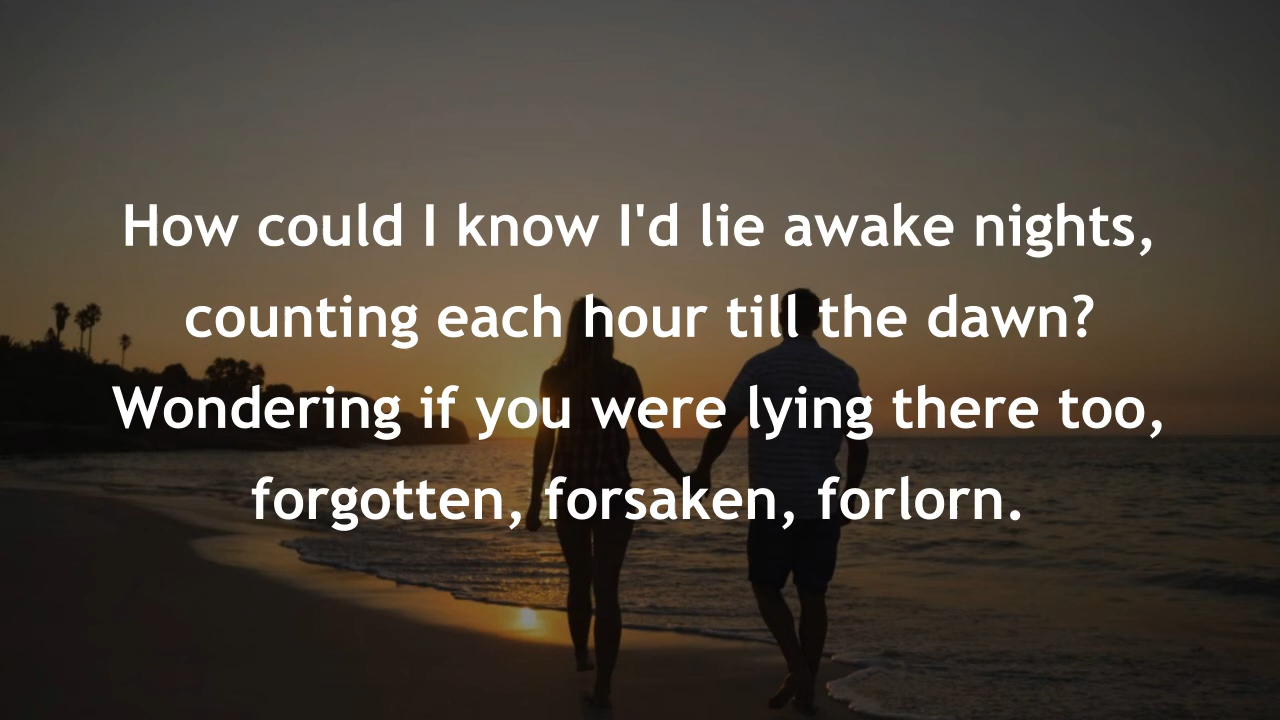 How could I know I'd lie awake nights,
counting each hour till the dawn?
Wondering if you were lying there too,
forgotten, forsaken, forlorn.